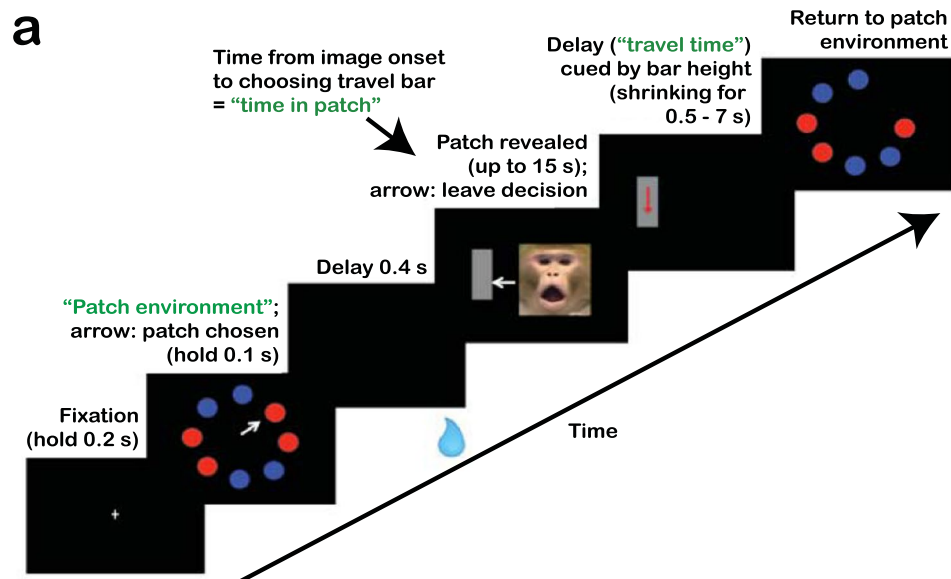 a
Time from image onset
to choosing travel bar
= “time in patch”
Delay (“travel time”)
cued by bar height
(shrinking for
0.5 - 7 s)
Return to patch
environment
Patch revealed
(up to 15 s);
arrow: leave decision
Delay 0.4 s
“Patch environment”;
arrow: patch chosen
(hold 0.1 s)
Fixation
(hold 0.2 s)
Time